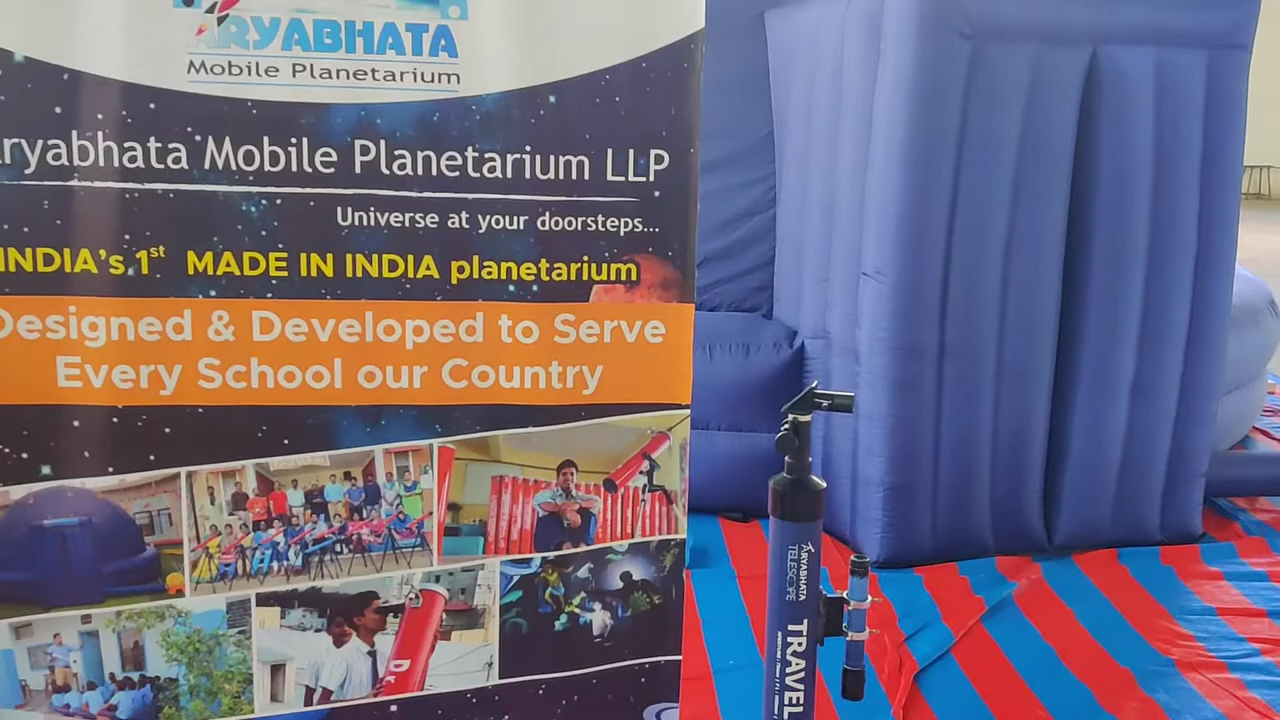 ARYABHATA
Mobile Planetarium
ryabhata Mobile Planetarium LLP
Universe at your doorsteps...
INDIA's 1st MADE IN INDIA planetarium
Designed & Developed to Serve
Every School our Country
Dr.
ARYABHATA
TELESCOPE
TRAVEL